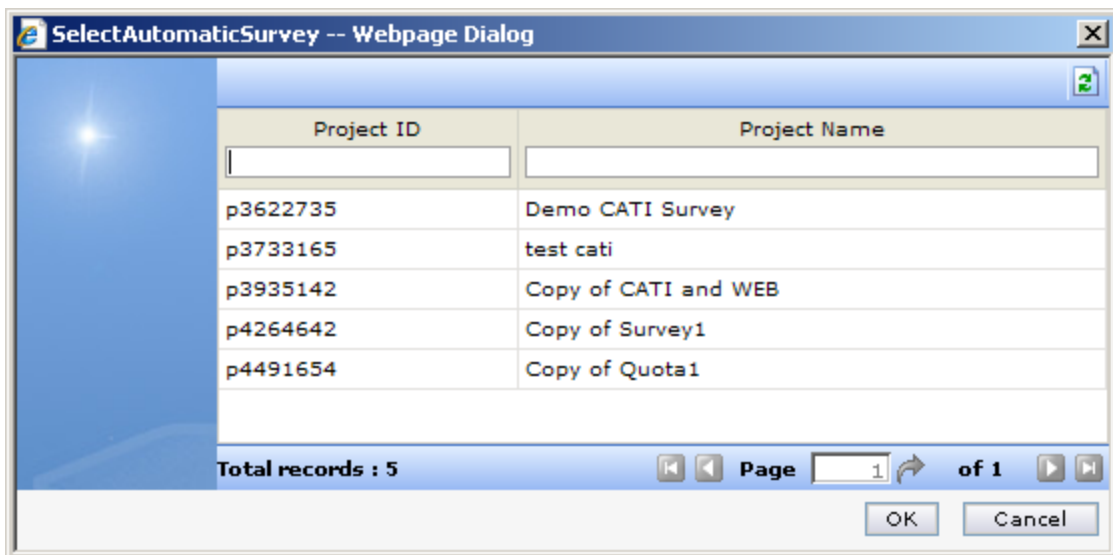 SelectAutomaticSurvey -- Webpage Dialog
Project ID Project Name
p3622735 Demo CATI Survey
p3733165 test cati
p3935142 Copy of CATI and WEB
p4264642 Copy of Survey1
p4491654 Copy of Quota1
Total records : 5 Page 1 of 1
OK Cancel